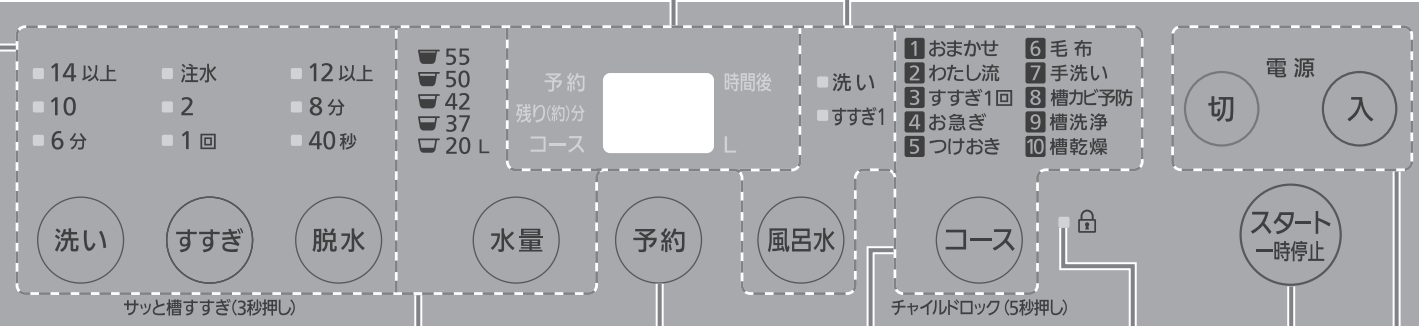 14以上
10
6分
注水
2
1回
12以上
8分
40秒
洗い
すすぎ
脱水
サッと槽すすぎ(3秒押し)
55
50
42
37
20 L
水量
予約
残り(約)分
コース
時間後
L
予約
洗い
すすぎ1
風呂水
1 おまかせ
2 わたし流
3 すすぎ1回
4 お急ぎ
5 つけおき
6 毛布
7 手洗い
8 槽カビ予防
9 槽洗浄
10 槽乾燥
コース
チャイルドロック(5秒押し)
電源
切
入
スタート
一時停止